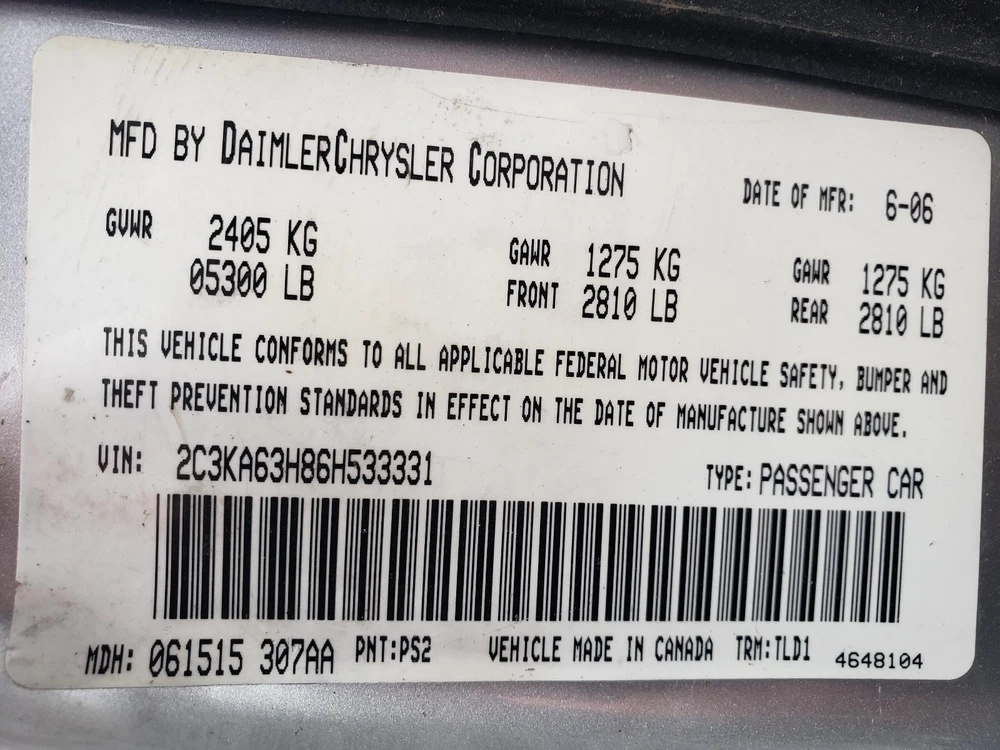 MFD BY DAIMLERCHRYSLER CORPORATION DATE OF MFR: 6-06
GVWR 2405 KG GAWR 1275 KG GAWR 1275 KG
05300 LB FRONT 2810 LB REAR 2810 LB
THIS VEHICLE CONFORMS TO ALL APPLICABLE FEDERAL MOTOR VEHICLE SAFETY, BUMPER AND
THEFT PREVENTION STANDARDS IN EFFECT ON THE DATE OF MANUFACTURE SHOWN ABOVE.
VIN: 2C3KA63H86H533331 TYPE: PASSENGER CAR
MDH: 061515 307AA PNT:PS2 VEHICLE MADE IN CANADA TRM:TLD1 4648104